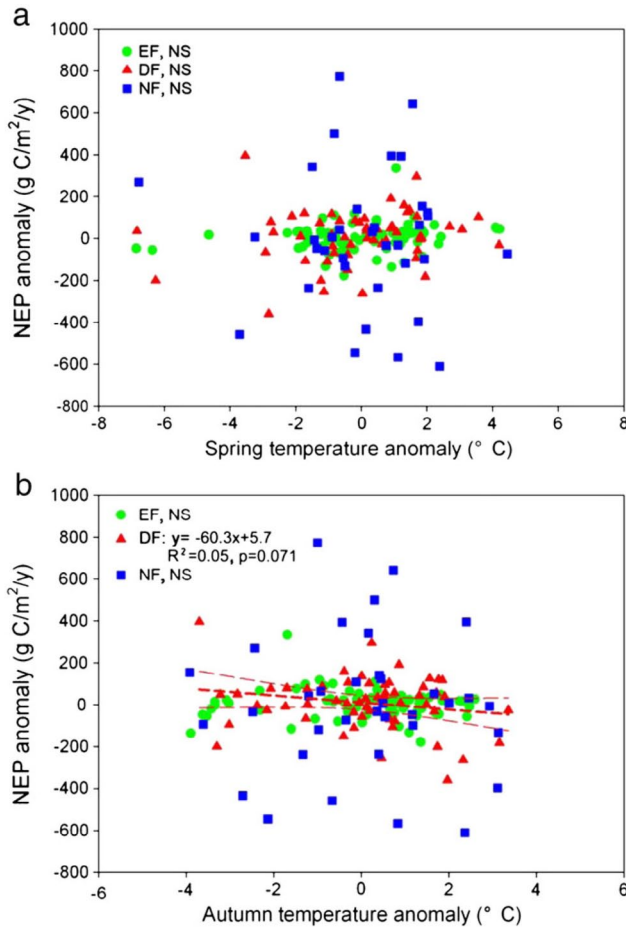 a
1000
800
600
400
200
0
-200
-400
-600
-800
EF, NS
DF, NS
NF, NS
NEP anomaly (g C/m²/y)
-8 -6 -4 -2 0 2 4 6 8
Spring temperature anomaly (° C)
b
1000
800
600
400
200
0
-200
-400
-600
-800
EF, NS
DF: y= -60.3x+5.7
R²=0.05, p=0.071
NF, NS
NEP anomaly (g C/m²/y)
-6 -4 -2 0 2 4 6
Autumn temperature anomaly (° C)